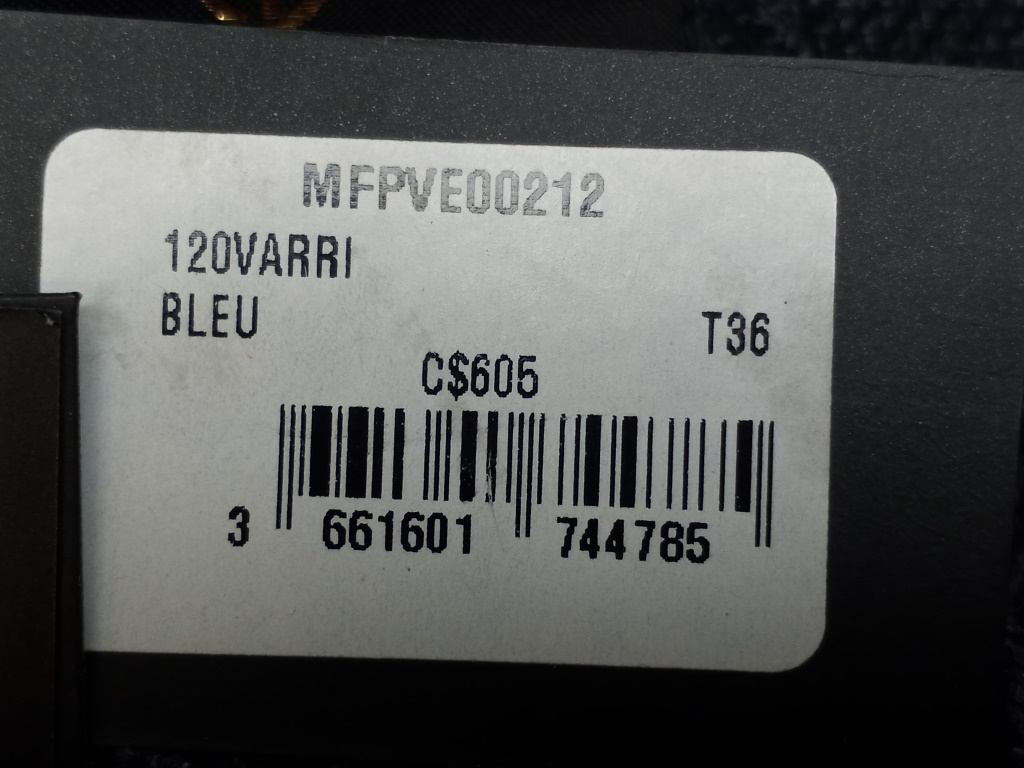 MFPVE00212
120VARRI
BLEU
T36
C$605
3 661601 744785